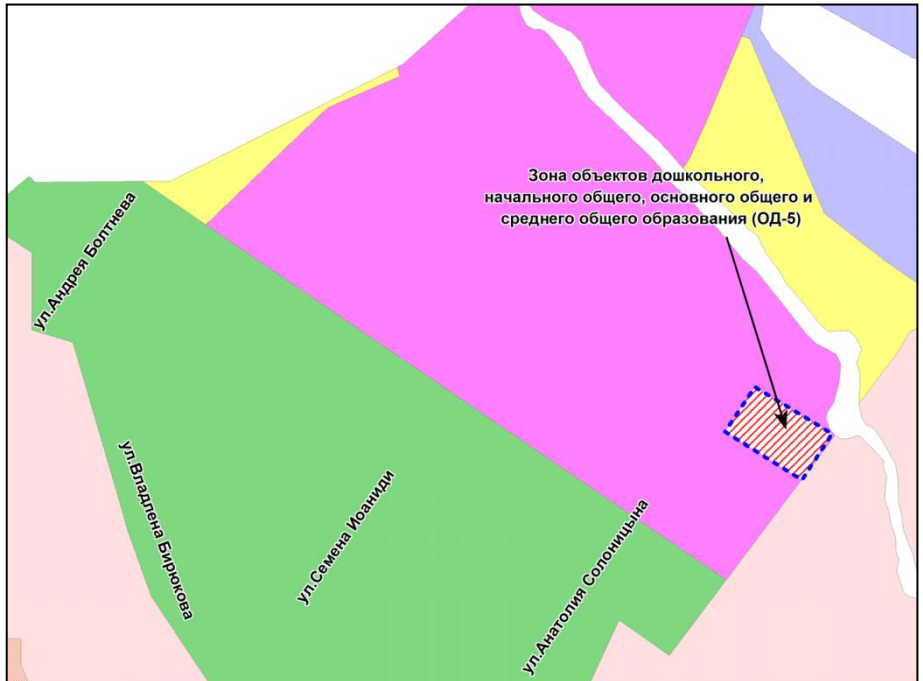 Зона объектов дошкольного,
начального общего, основного общего и
среднего общего образования (ОД-5)
ул.Андрея Болтнева
ул.Владлена Бирюкова
ул.Семена Иоаниди
ул.Анатолия Солоницына